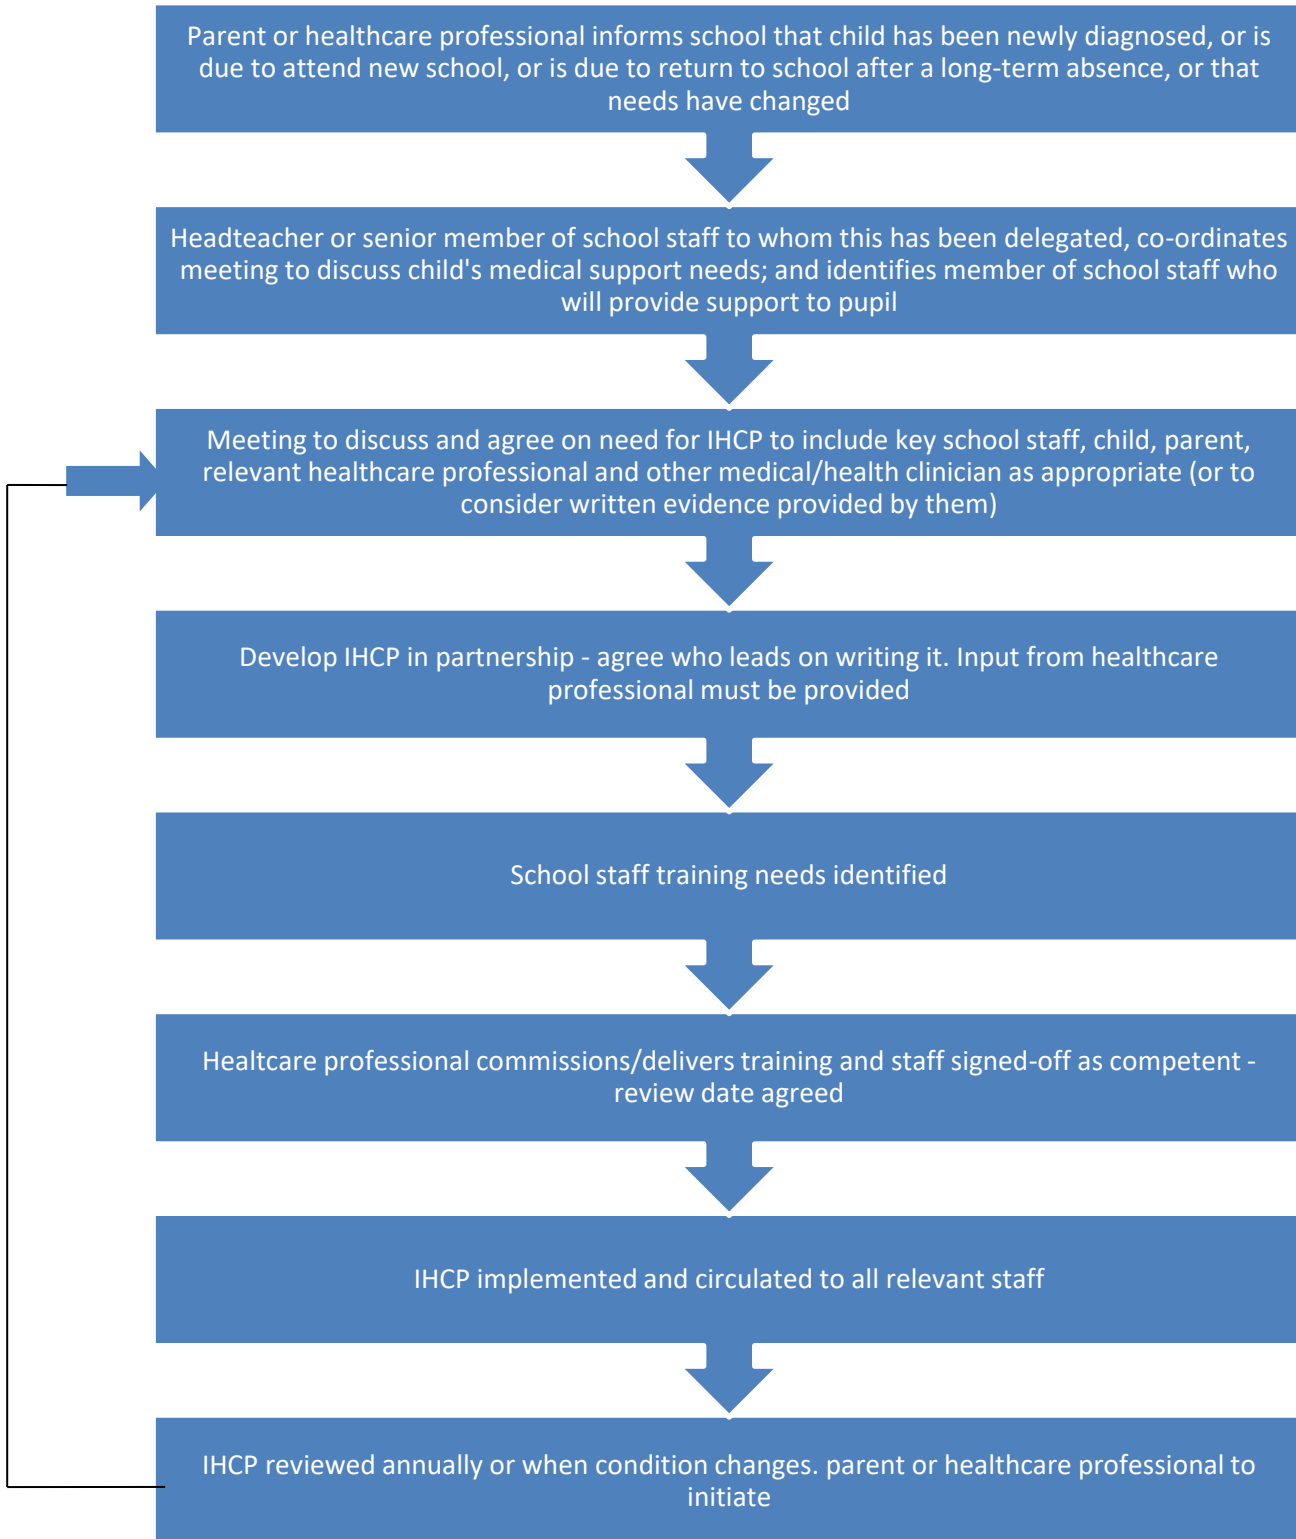 Parent or healthcare professional informs school that child has been newly diagnosed, or is
due to attend new school, or is due to return to school after a long-term absence, or that
needs have changed
Headteacher or senior member of school staff to whom this has been delegated, co-ordinates
meeting to discuss child's medical support needs; and identifies member of school staff who
will provide support to pupil
Meeting to discuss and agree on need for IHCP to include key school staff, child, parent,
relevant healthcare professional and other medical/health clinician as appropriate (or to
consider written evidence provided by them)
Develop IHCP in partnership - agree who leads on writing it. Input from healthcare
professional must be provided
School staff training needs identified
Healtcare professional commissions/delivers training and staff signed-off as competent -
review date agreed
IHCP implemented and circulated to all relevant staff
IHCP reviewed annually or when condition changes. parent or healthcare professional to
initiate